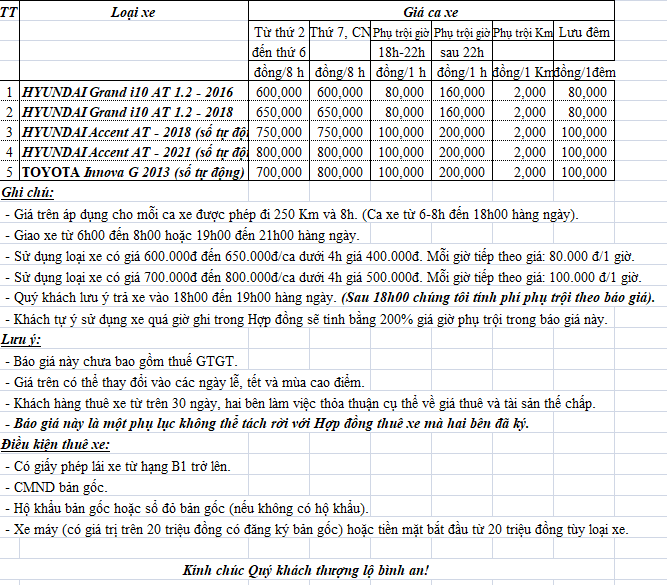 TT Loại xe Giá ca xe
Từ thứ 2 Thứ 7, CN Phụ trội giờ Phụ trội giờ Phụ trội Km Lưu đêm
đến thứ 6 18h-22h sau 22h
đồng/8 h đồng/8 h đồng/1 h đồng/1 h đồng/1 Km đồng/1đêm
1 HYUNDAI Grand i10 AT 1.2 - 2016 600,000 600,000 80,000 160,000 2,000 80,000
2 HYUNDAI Grand i10 AT 1.2 - 2018 650,000 650,000 80,000 160,000 2,000 80,000
3 HYUNDAI Accent AT - 2018 (số tự độ 750,000 750,000 100,000 200,000 2,000 100,000
4 HYUNDAI Accent AT - 2021 (số tự độ 800,000 800,000 100,000 200,000 2,000 100,000
5 TOYOTA Innova G 2013 (số tự động) 700,000 800,000 100,000 200,000 2,000 100,000
Ghi chú:
- Giá trên áp dụng cho mỗi ca xe được phép đi 250 Km và 8h. (Ca xe từ 6-8h đến 18h00 hàng ngày).
- Giao xe từ 6h00 đến 8h00 hoặc 19h00 đến 21h00 hàng ngày.
- Sử dụng loại xe có giá 600.000đ đến 650.000đ/ca dưới 4h giá 400.000đ. Mỗi giờ tiếp theo giá: 80.000 đ/1 giờ.
- Sử dụng loại xe có giá 700.000đ đến 800.000đ/ca dưới 4h giá 500.000đ. Mỗi giờ tiếp theo giá: 100.000 đ/1 giờ.
- Quý khách lưu ý trả xe vào 18h00 đến 19h00 hàng ngày. (Sau 18h00 chúng tôi tính phí phụ trội theo báo giá).
- Khách tự ý sử dụng xe quá giờ ghi trong Hợp đồng sẽ tính bằng 200% giá giờ phụ trội trong báo giá này.
Lưu ý:
- Báo giá này chưa bao gồm thuế GTGT.
- Giá trên có thể thay đổi vào các ngày lễ, tết và mùa cao điểm.
- Khách hàng thuê xe từ trên 30 ngày, hai bên làm việc thỏa thuận cụ thể về giá thuê và tài sản thế chấp.
- Báo giá này là một phụ lục không thể tách rời với Hợp đồng thuê xe mà hai bên đã ký.
Điều kiện thuê xe:
- Có giấy phép lái xe từ hạng B1 trở lên.
- CMND bản gốc.
- Hộ khẩu bản gốc hoặc sổ đỏ bản gốc (nếu không có hộ khẩu).
- Xe máy (có giá trị trên 20 triệu đồng có đăng ký bản gốc) hoặc tiền mặt bắt đầu từ 20 triệu đồng tùy loại xe.
Kính chúc Quý khách thượng lộ bình an!